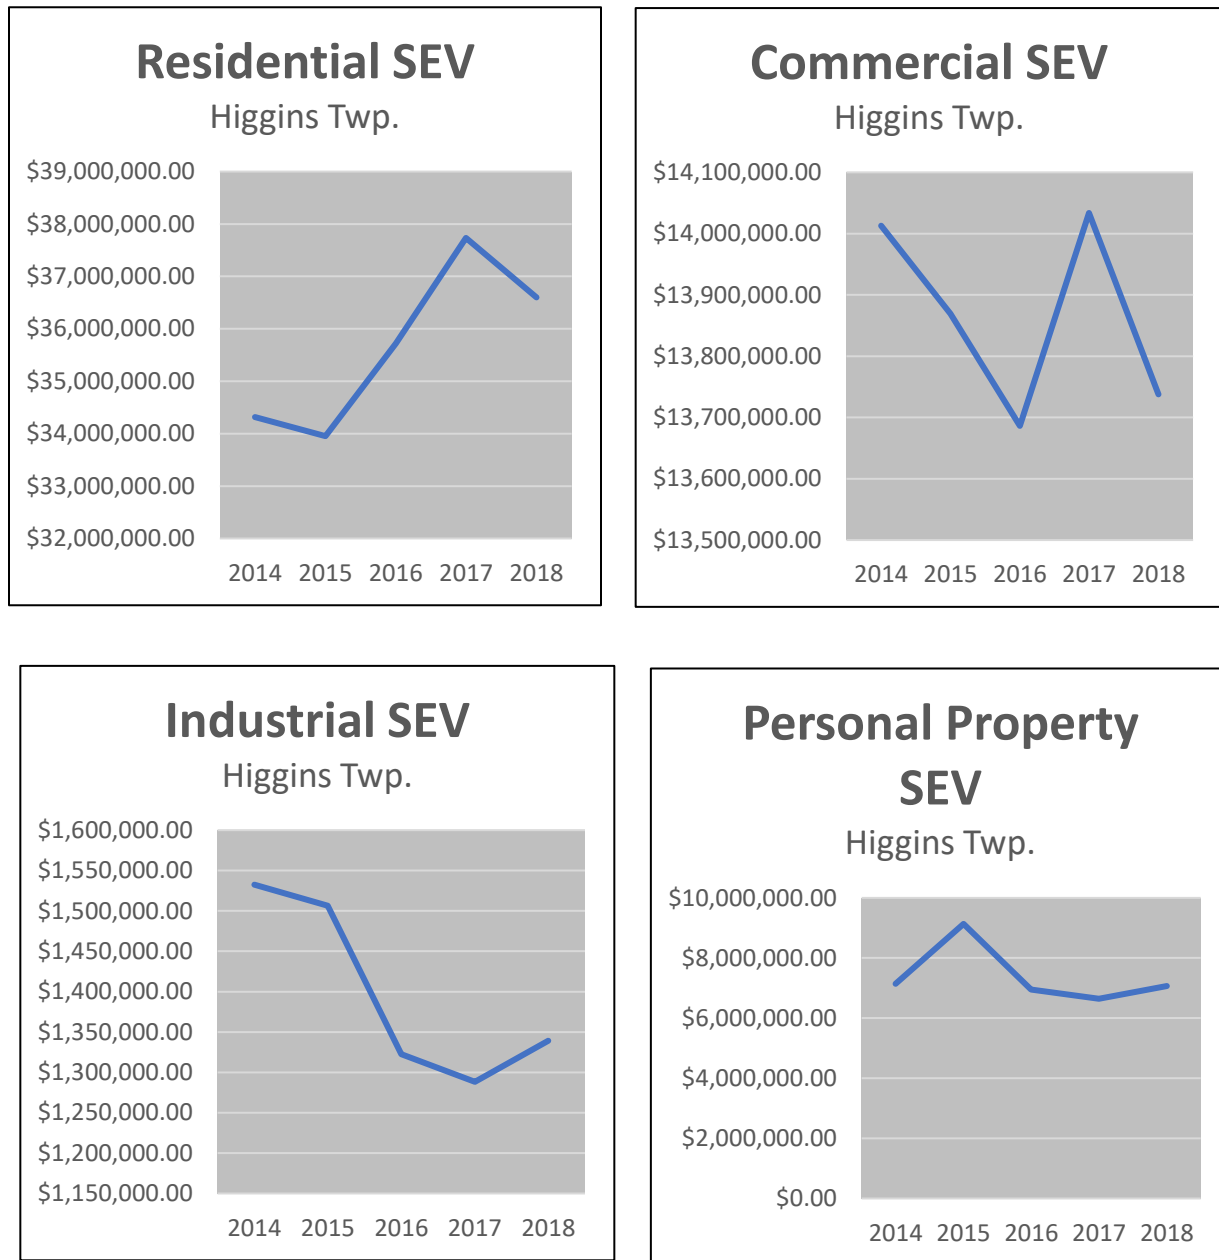 Residential SEV
Higgins Twp.
$39,000,000.00
$38,000,000.00
$37,000,000.00
$36,000,000.00
$35,000,000.00
$34,000,000.00
$33,000,000.00
$32,000,000.00
2014 2015 2016 2017 2018
Commercial SEV
Higgins Twp.
$14,100,000.00
$14,000,000.00
$13,900,000.00
$13,800,000.00
$13,700,000.00
$13,600,000.00
$13,500,000.00
2014 2015 2016 2017 2018
Industrial SEV
Higgins Twp.
$1,600,000.00
$1,550,000.00
$1,500,000.00
$1,450,000.00
$1,400,000.00
$1,350,000.00
$1,300,000.00
$1,250,000.00
$1,200,000.00
$1,150,000.00
2014 2015 2016 2017 2018
Personal Property
SEV
Higgins Twp.
$10,000,000.00
$8,000,000.00
$6,000,000.00
$4,000,000.00
$2,000,000.00
$0.00
2014 2015 2016 2017 2018